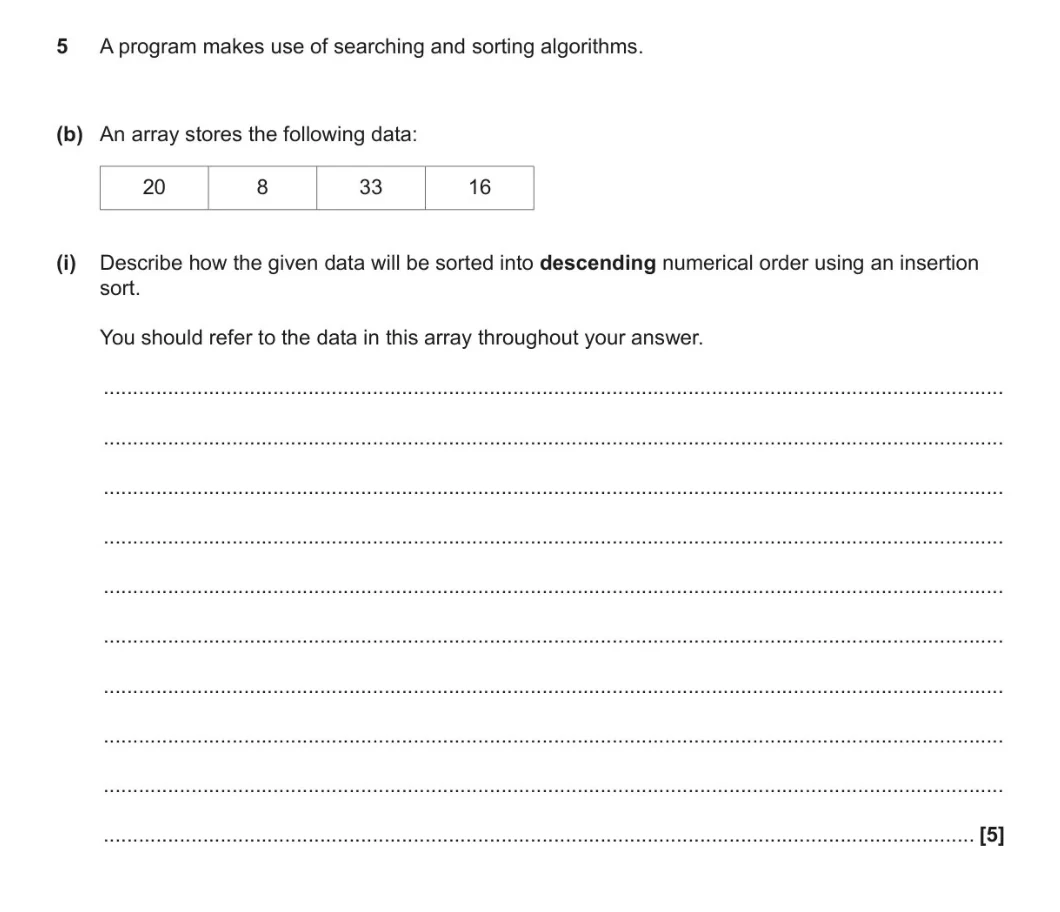 5 A program makes use of searching and sorting algorithms.
(b) An array stores the following data:
20 8 33 16
(i) Describe how the given data will be sorted into descending numerical order using an insertion
sort.
You should refer to the data in this array throughout your answer.
[5]